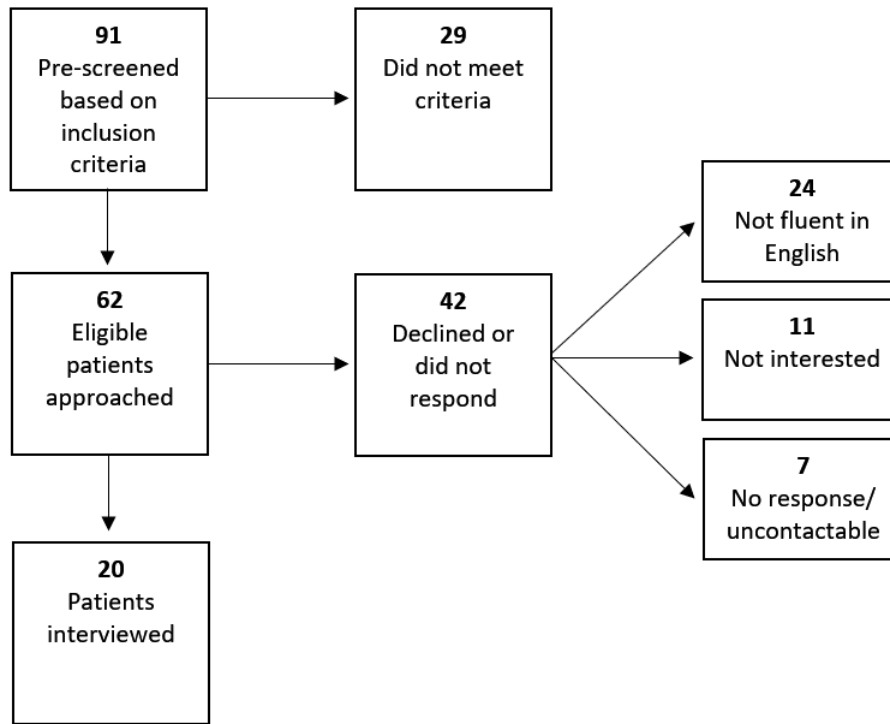 91
Pre-screened
based on
inclusion
criteria
29
Did not meet
criteria
62
Eligible
patients
approached
42
Declined or
did not
respond
24
Not fluent in
English
11
Not interested
7
No response/
uncontactable
20
Patients
interviewed